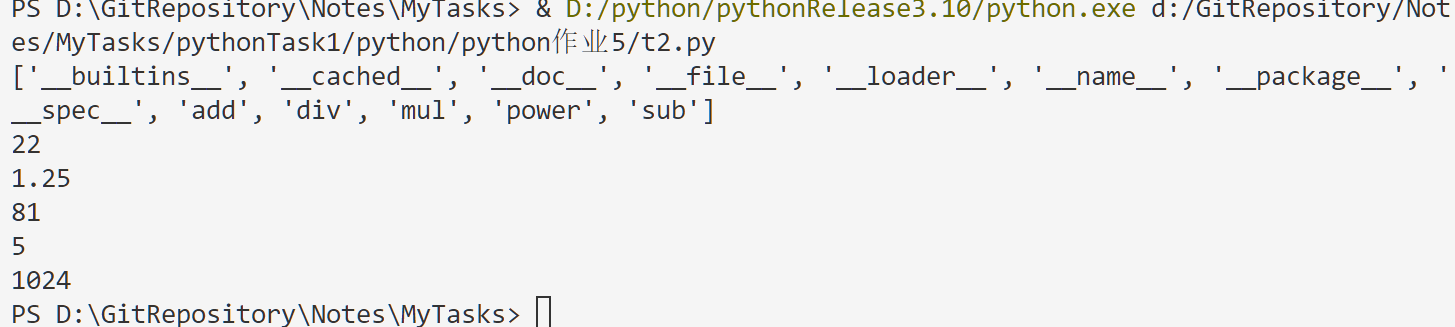 PS D:\GitRepository\Notes\MyTasks> & D:/python/pythonRelease3.10/python.exe d:/GitRepository/Not
es/MyTasks/pythonTask1/python/python作业5/t2.py
['__builtins__', '__cached__', '__doc__', '__file__', '__loader__', '__name__', '__package__', '
__spec__', 'add', 'div', 'mul', 'power', 'sub']
22
1.25
81
5
1024
PS D:\GitRepository\Notes\MyTasks>